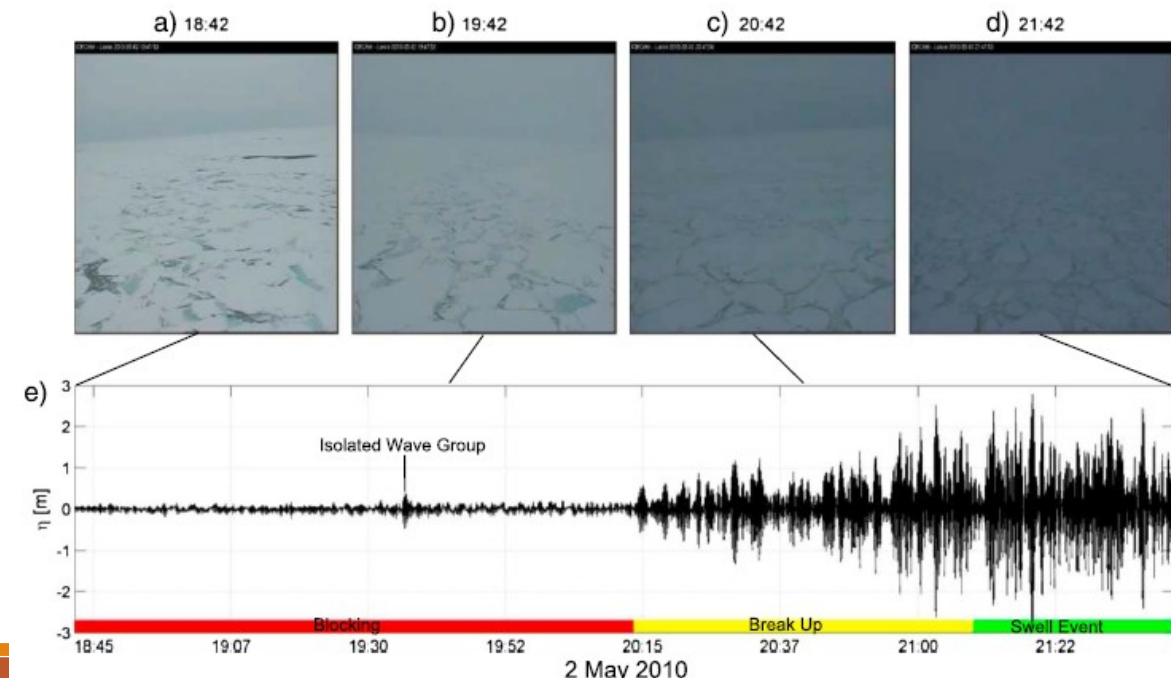 a) 18:42
b) 19:42
c) 20:42
d) 21:42
e)
3
2
1
0
-1
-2
-3
η [m]
Isolated Wave Group
Blocking
Break Up
Swell Event
18:45 19:07 19:30 19:52 20:15 20:37 21:00 21:22
2 May 2010